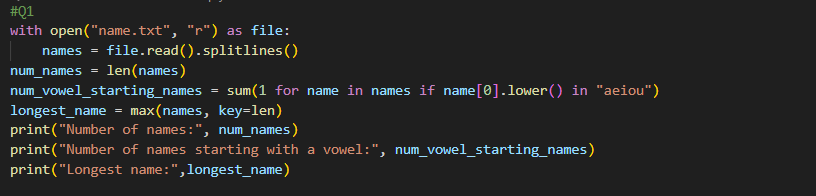 #Q1
with open("name.txt", "r") as file:
    names = file.read().splitlines()
num_names = len(names)
num_vowel_starting_names = sum(1 for name in names if name[0].lower() in "aeiou")
longest_name = max(names, key=len)
print("Number of names:", num_names)
print("Number of names starting with a vowel:", num_vowel_starting_names)
print("Longest name:",longest_name)